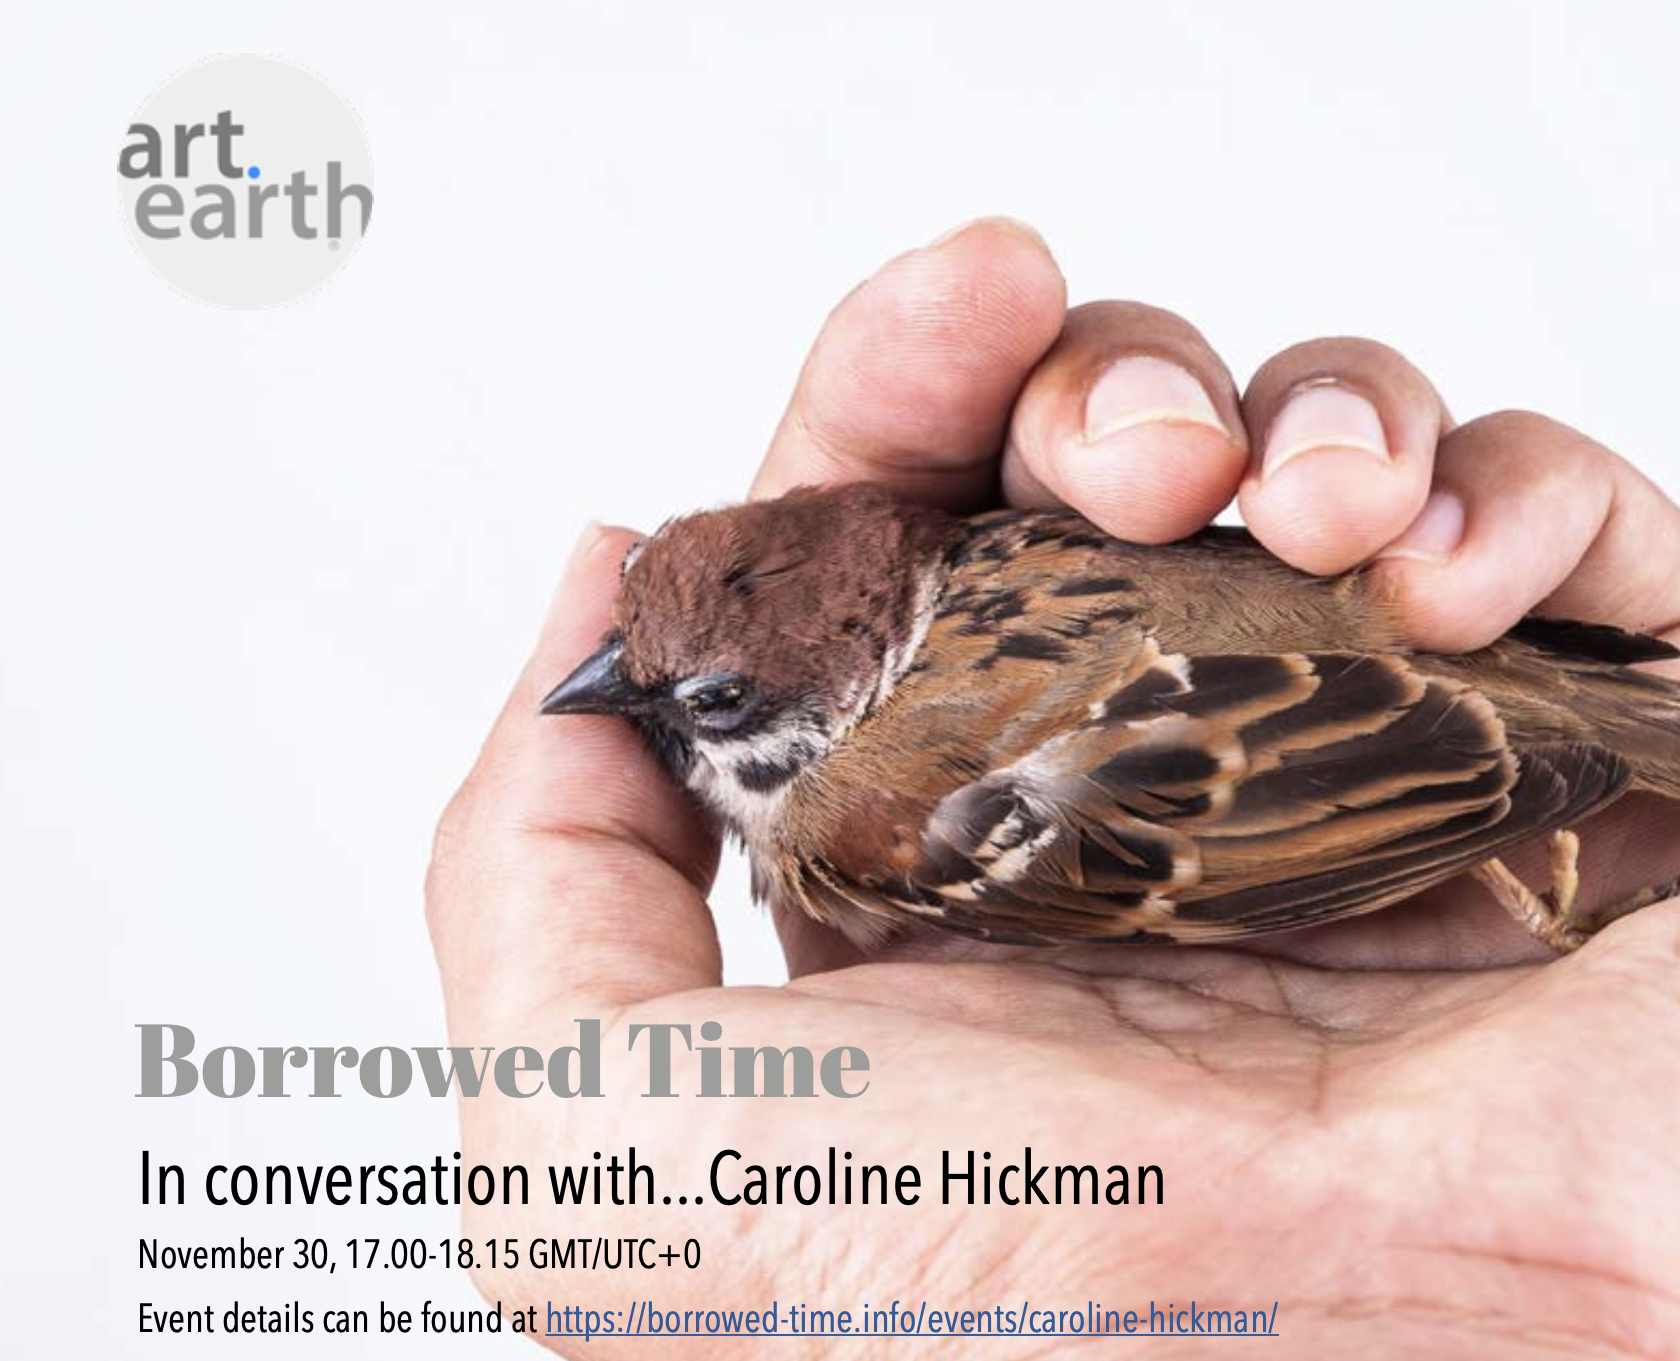 art.
earth®
Borrowed Time
In conversation with...Caroline Hickman
November 30, 17.00-18.15 GMT/UTC+0
Event details can be found at https://borrowed-time.info/events/caroline-hickman/